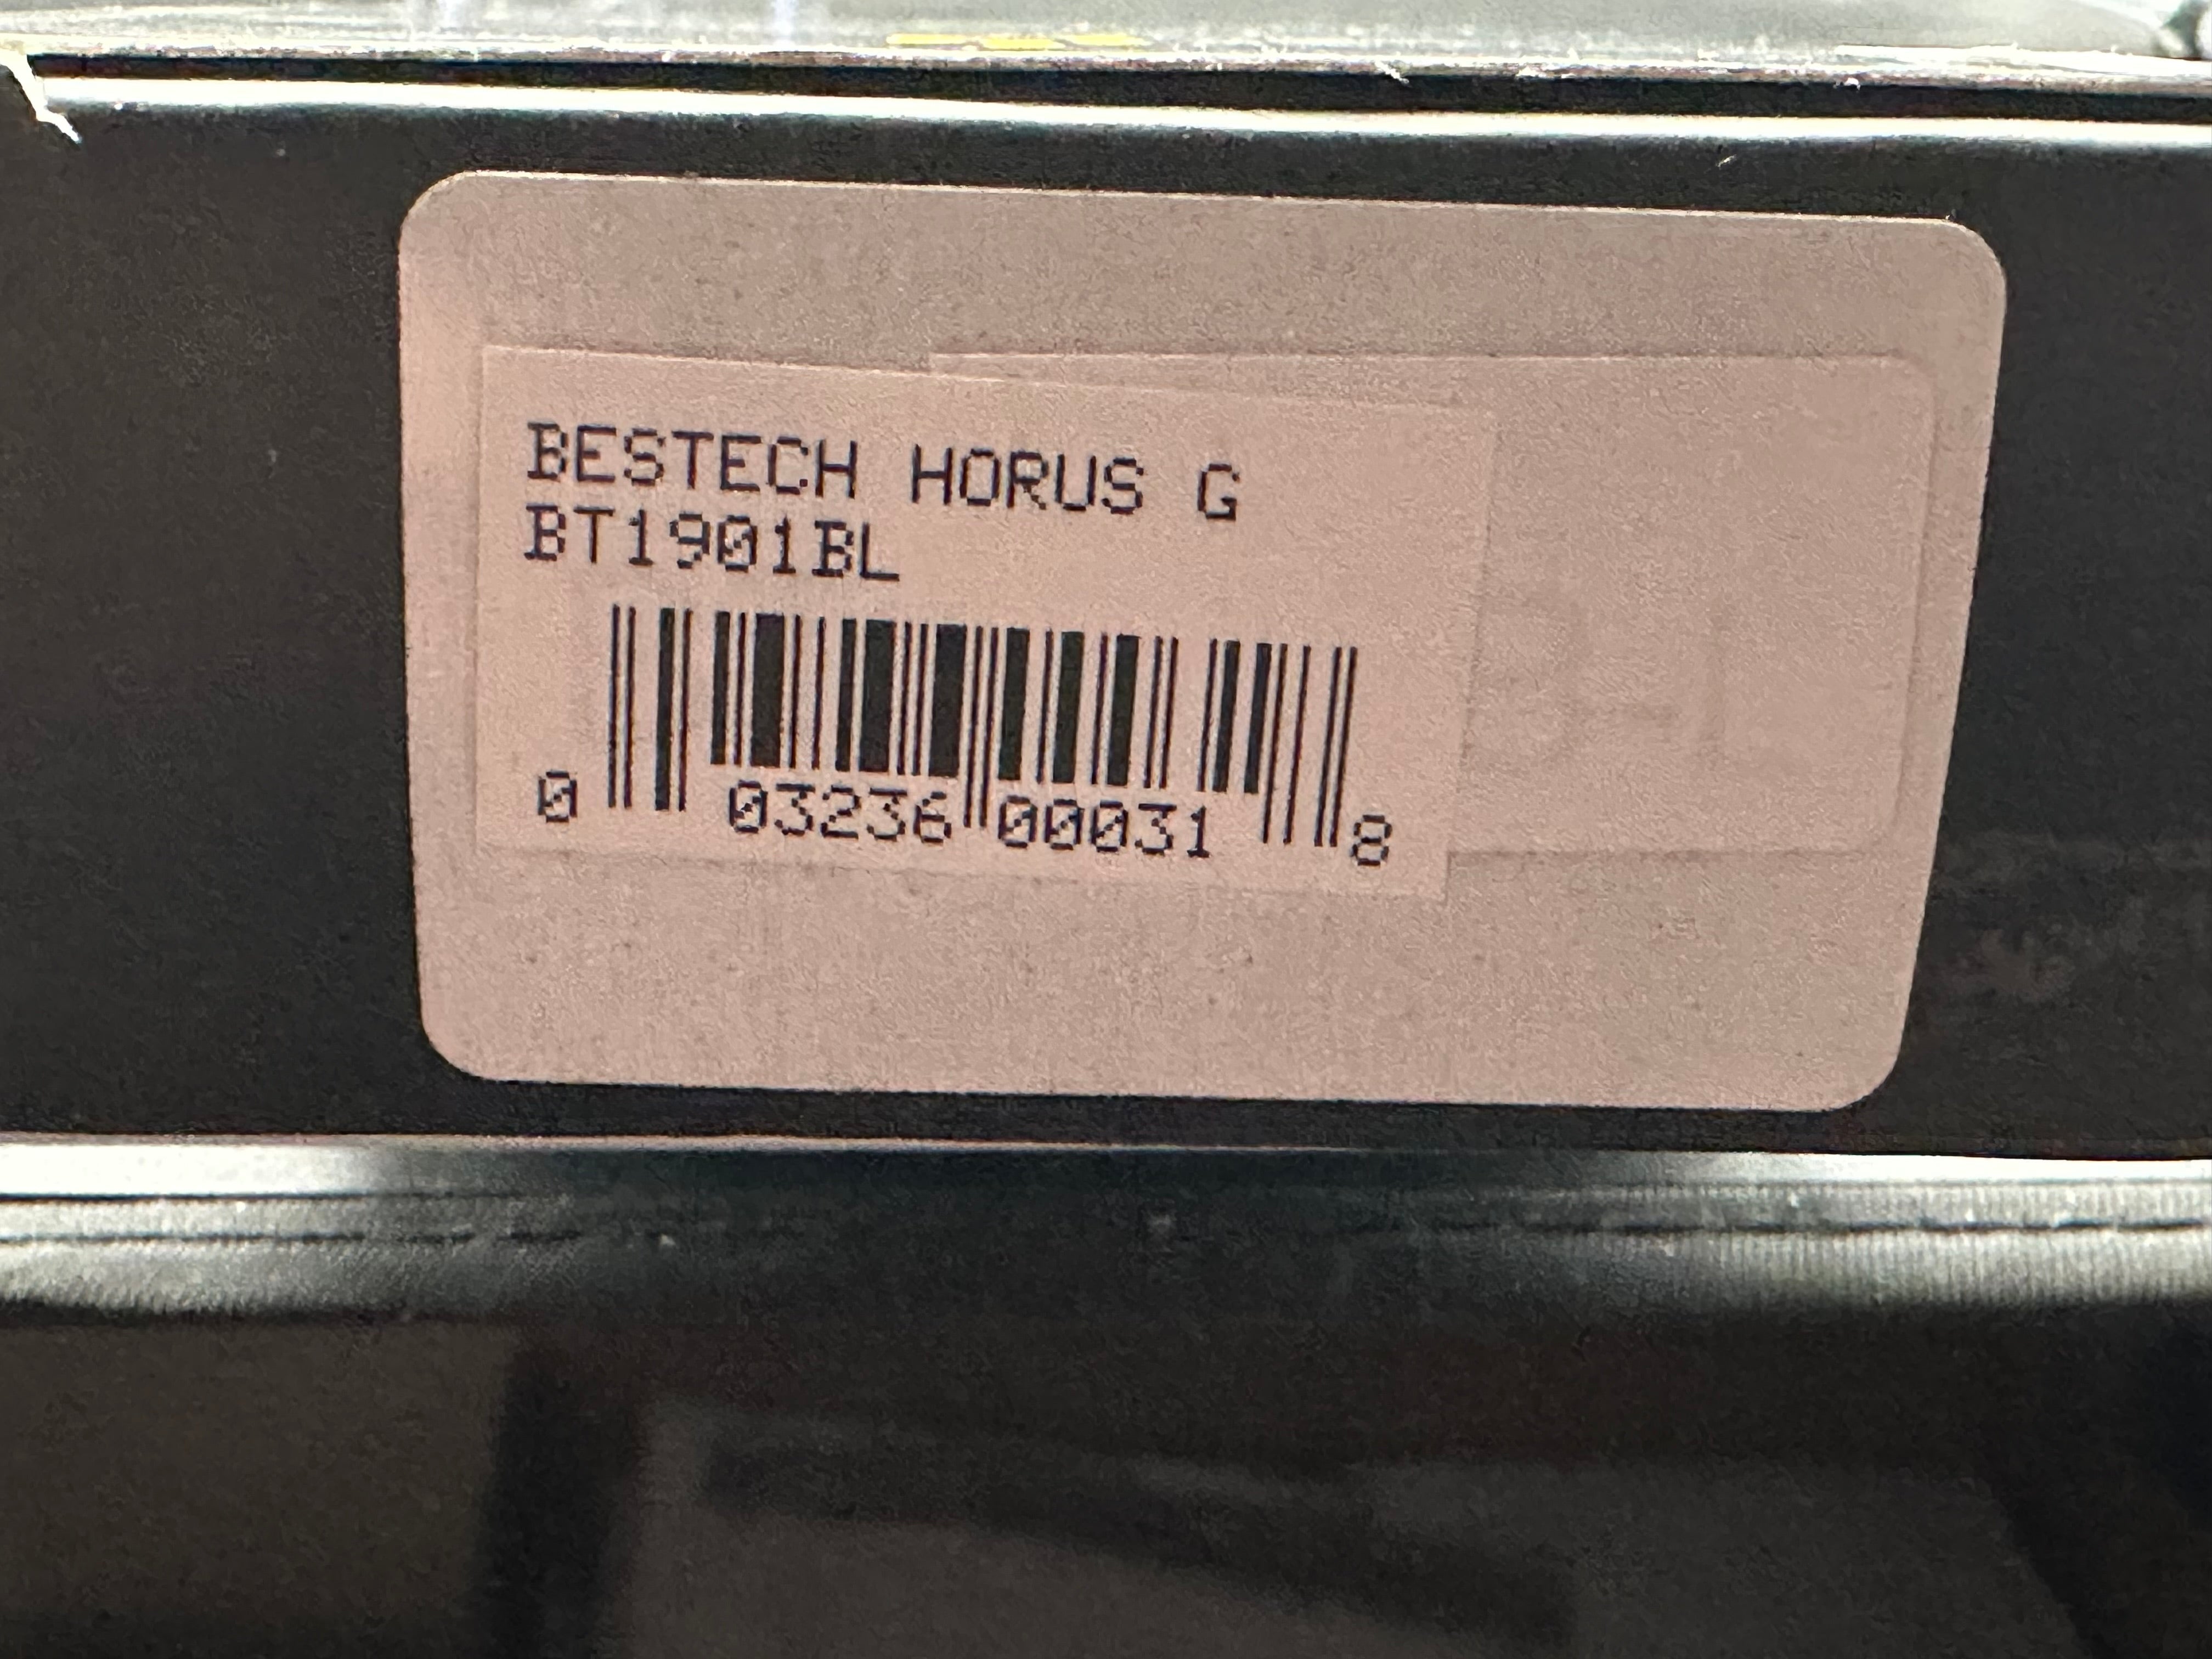 BESTECH HORUS G
BT1901BL
0 03236 00031 8